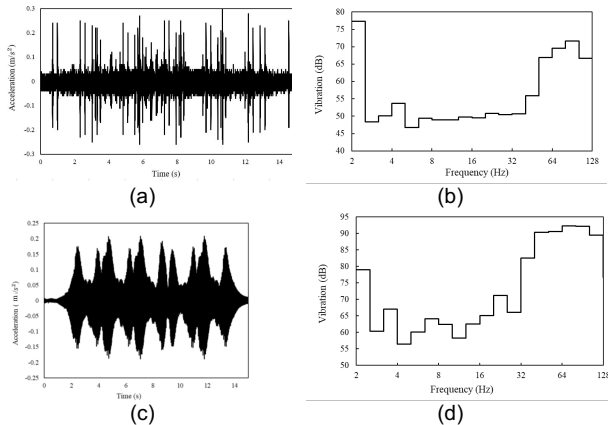 0.3
0.2
0.1
0
-0.1
-0.2
-0.3
Acceleration (m/s²)
0 2 4 6 8 10 12 14
Time (s)
(a)
80
75
70
65
60
55
50
45
40
Vibration (dB)
2 4 8 16 32 64 128
Frequency (Hz)
(b)
0.25
0.2
0.15
0.1
0.05
0
-0.05
-0.1
-0.15
-0.2
-0.25
Acceleration ( m /s²)
0 2 4 6 8 10 12 14
Time (s)
(c)
95
90
85
80
75
70
65
60
55
50
Vibration (dB)
2 4 8 16 32 64 128
Frequency (Hz)
(d)